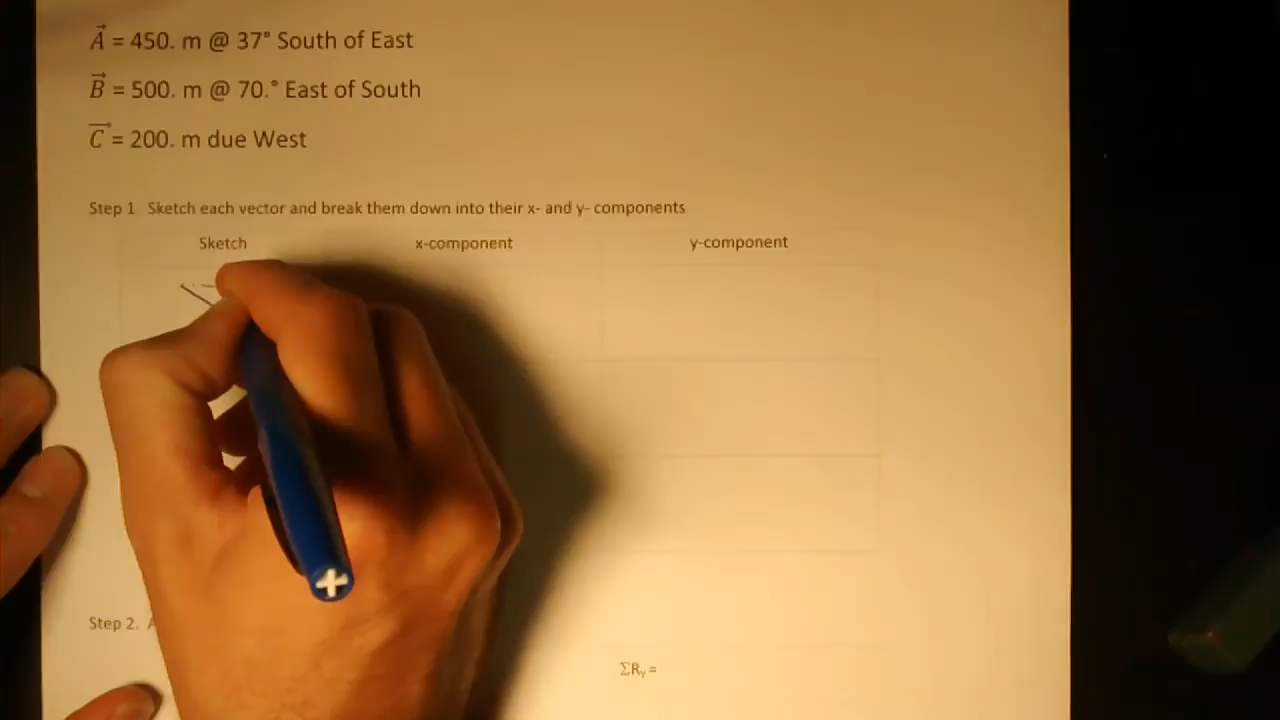 A⃗ = 450. m @ 37° South of East
B⃗ = 500. m @ 70.° East of South
C⃗ = 200. m due West
Step 1 Sketch each vector and break them down into their x- and y- components
Sketch x-component y-component
Step 2.
ΣRy =